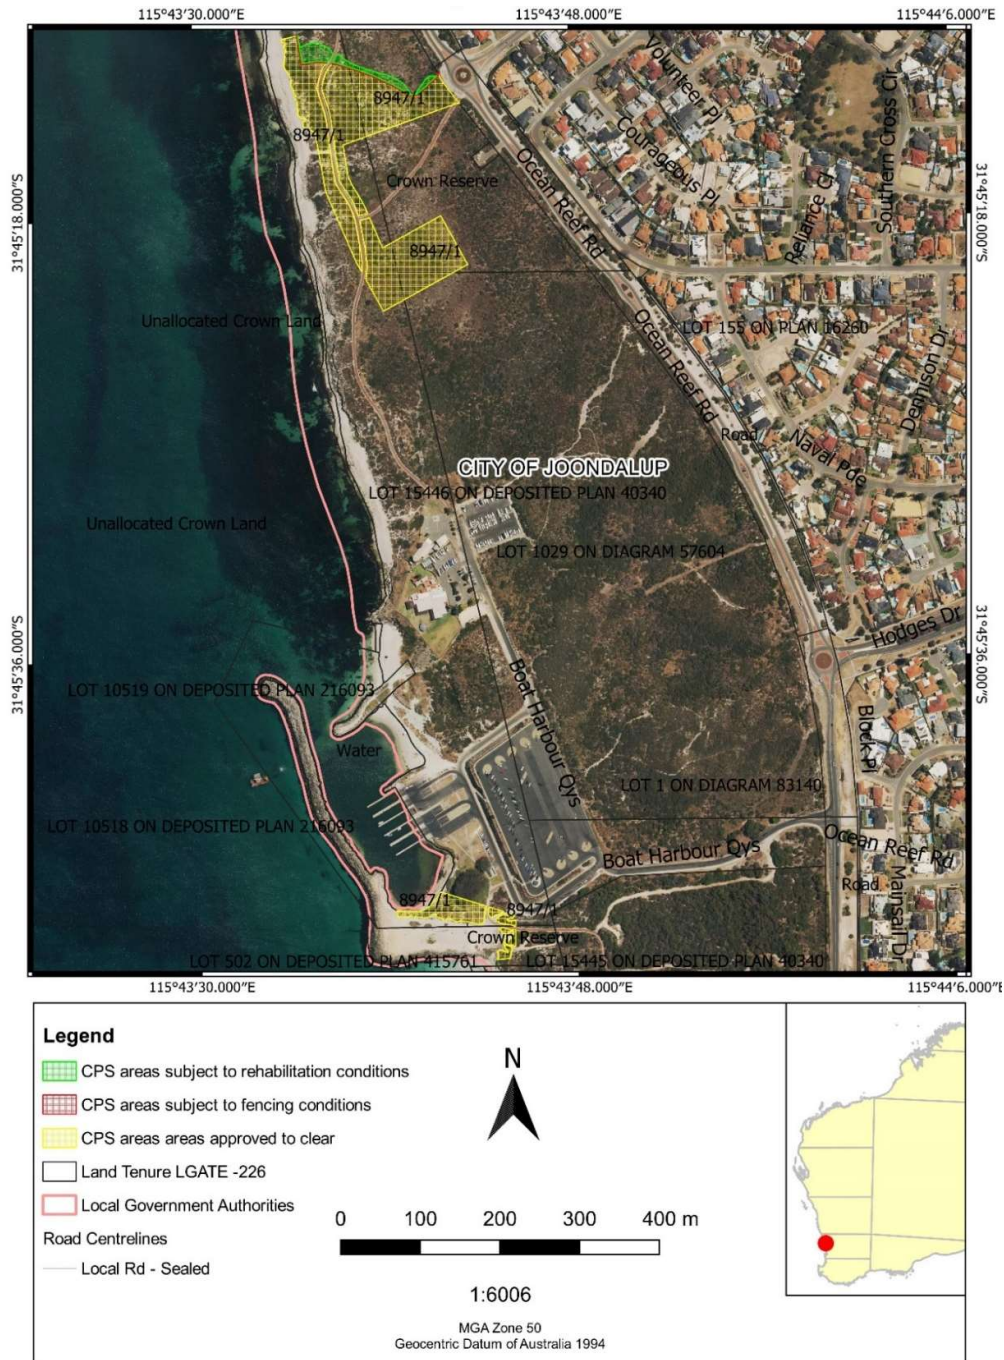 115°43'30.000"E
115°43'48.000"E
115°44'6.000"E
31°45'18.000"S
31°45'18.000"S
8947/1
8947/1
Crown Reserve
8947/1
Volunteer Pl
Courageous Pl
Reliance Cl
Southern Cross Cir
Ocean Reef Rd
Unallocated Crown Land
Ocean Reef Rd
LOT 155 ON PLAN 16260
Dennison Dr
Road
Naval Pde
CITY OF JOONDALUP
LOT 15446 ON DEPOSITED PLAN 40340
Unallocated Crown Land
LOT 1029 ON DIAGRAM 57604
31°45'36.000"S
31°45'36.000"S
Hodges Dr
LOT 10519 ON DEPOSITED PLAN 216093
Boat Harbour Qys
Water
Block Pl
LOT 1 ON DIAGRAM 83140
LOT 10518 ON DEPOSITED PLAN 216093
Boat Harbour Qys
Ocean Reef Rd
Road
Mainsail Dr
8947/1
8947/1
Crown Reserve
LOT 502 ON DEPOSITED PLAN 415761
LOT 15445 ON DEPOSITED PLAN 40340
115°43'30.000"E
115°43'48.000"E
115°44'6.000"E
Legend
CPS areas subject to rehabilitation conditions
CPS areas subject to fencing conditions
CPS areas areas approved to clear
Land Tenure LGATE -226
Local Government Authorities
Road Centrelines
Local Rd - Sealed
N
0 100 200 300 400 m
1:6006
MGA Zone 50
Geocentric Datum of Australia 1994